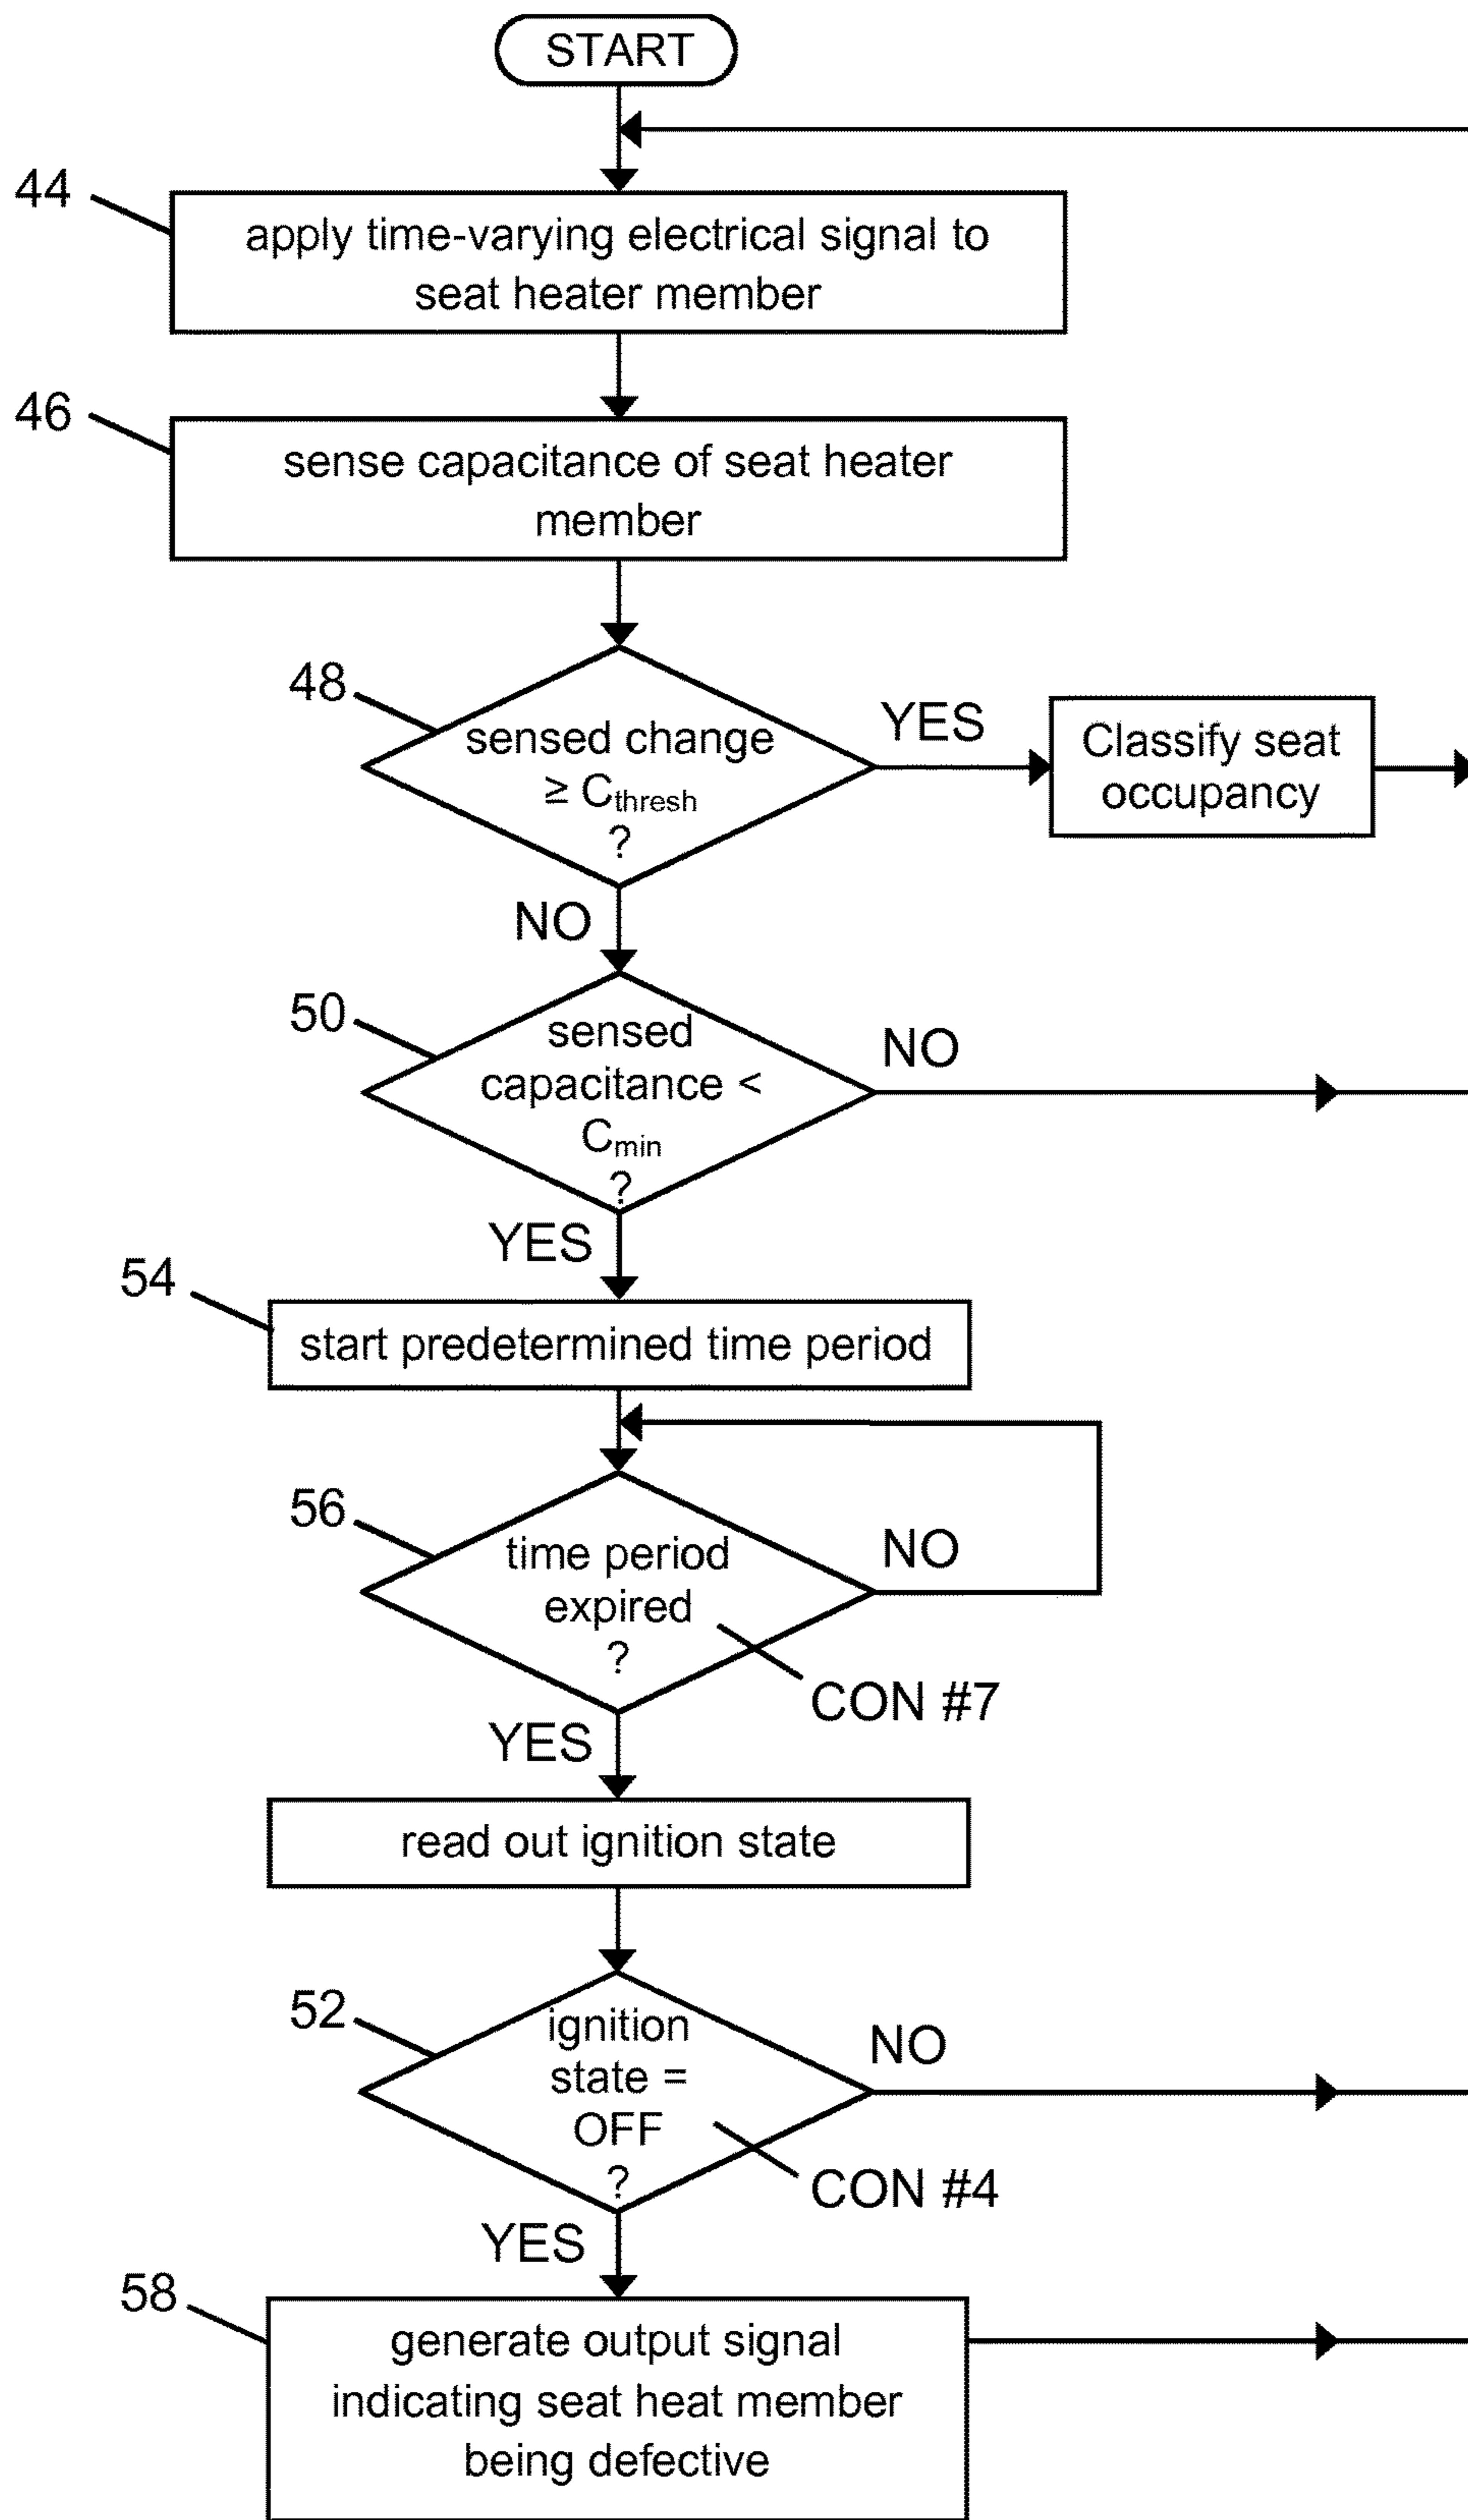 START
44
apply time-varying electrical signal to
seat heater member
46
sense capacitance of seat heater
member
48
sensed change
≥ Cthresh
?
YES
Classify seat
occupancy
NO
50
sensed
capacitance <
Cmin
?
NO
YES
54
start predetermined time period
56
time period
expired
?
NO
CON #7
YES
read out ignition state
52
ignition
state =
OFF
?
NO
CON #4
YES
58
generate output signal
indicating seat heat member
being defective